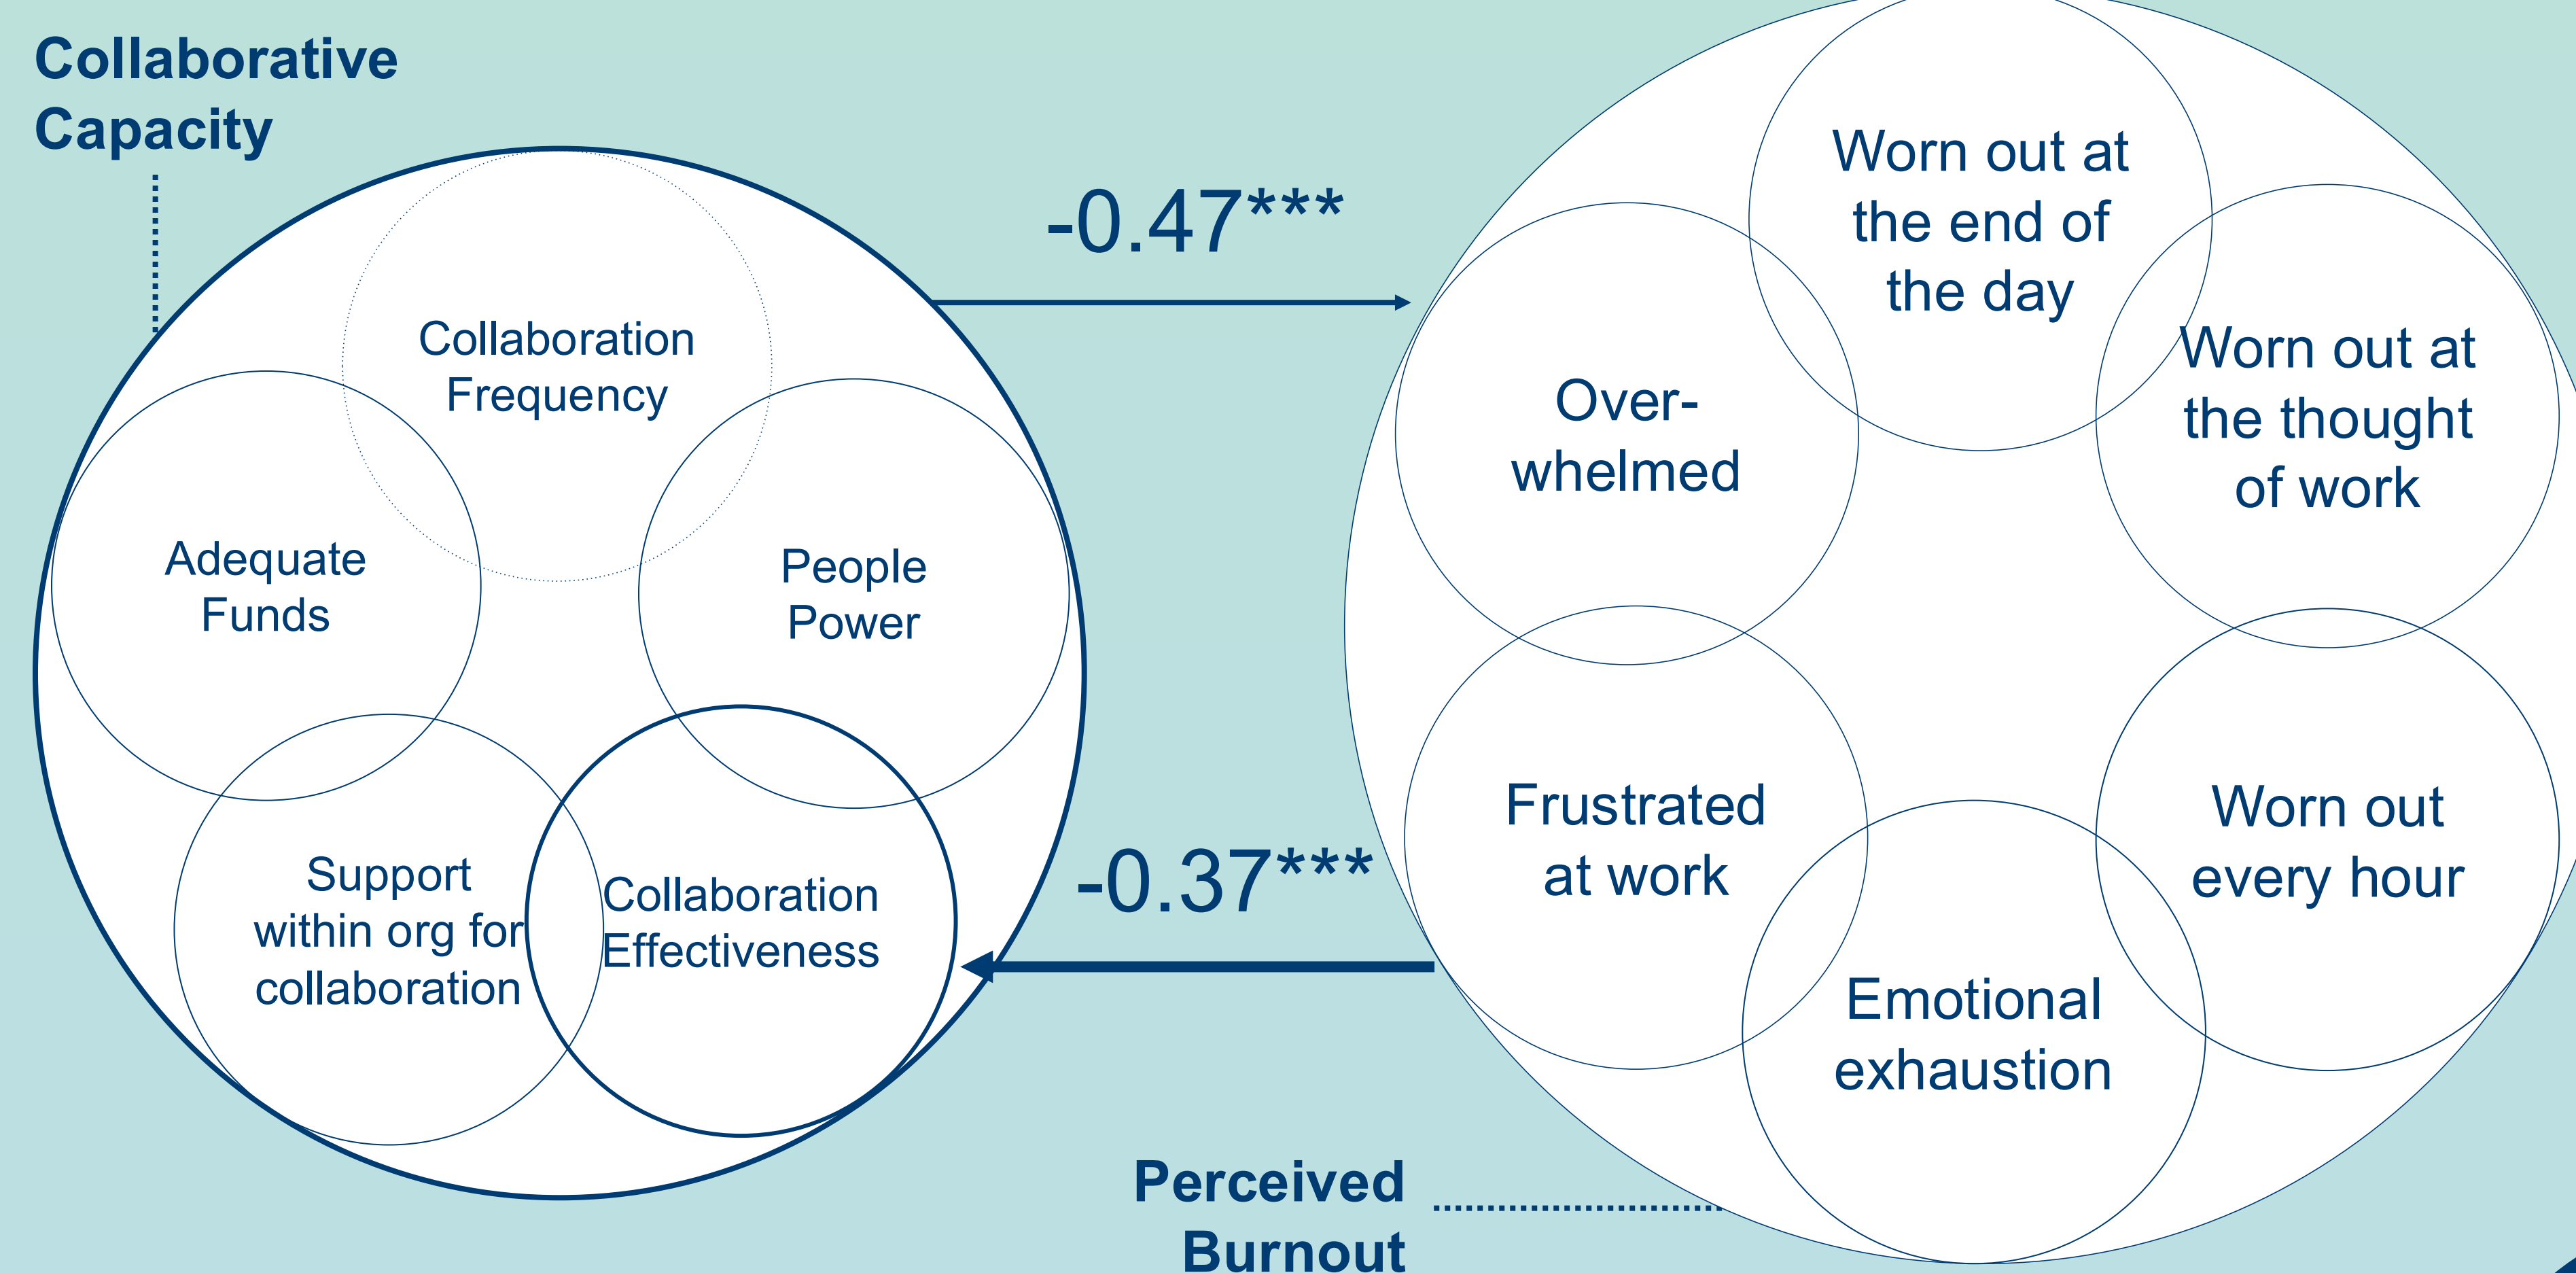 Collaborative
Capacity
Collaboration
Frequency
Adequate
Funds
People
Power
Support
within org for
collaboration
Collaboration
Effectiveness
-0.47***
-0.37***
Worn out at
the end of
the day
Over-
whelmed
Worn out at
the thought
of work
Frustrated
at work
Worn out
every hour
Emotional
exhaustion
Perceived
Burnout